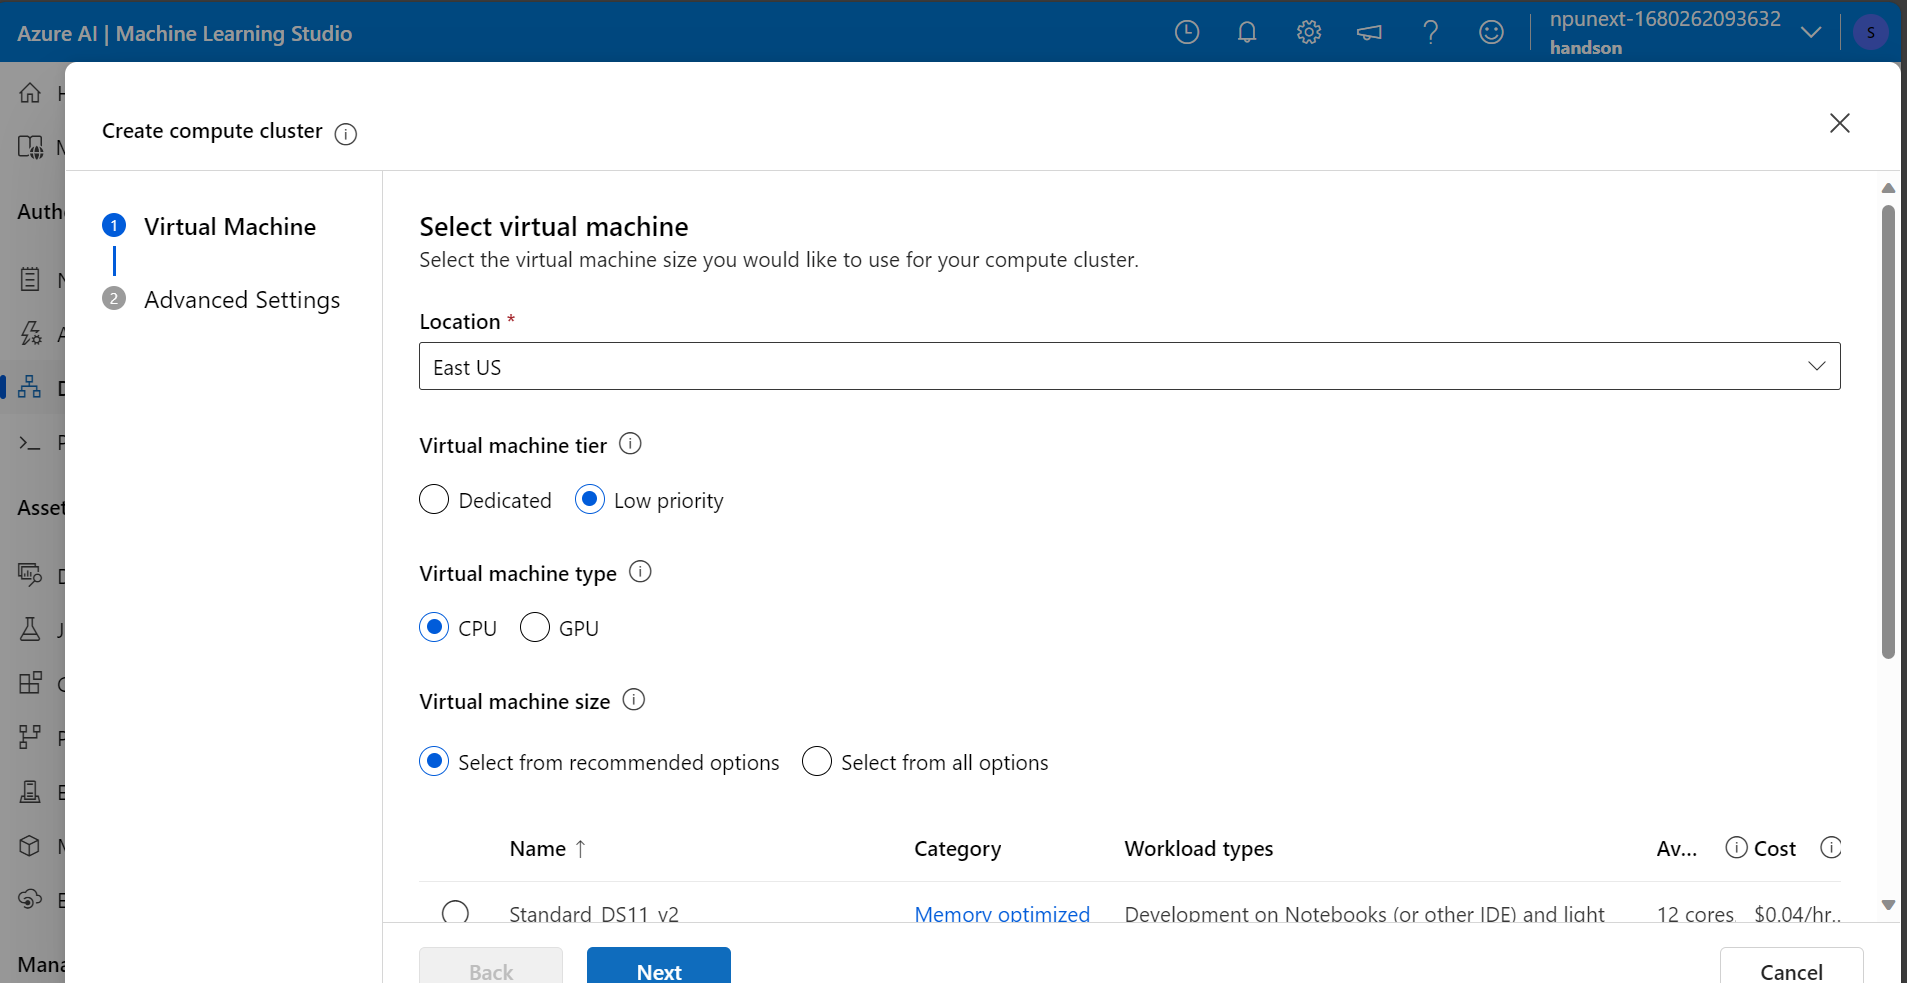 Azure AI | Machine Learning Studio
npunext-1680262093632
handson
S
Create compute cluster
Auth
Asset
Mana
1 Virtual Machine
2 Advanced Settings
Select virtual machine
Select the virtual machine size you would like to use for your compute cluster.
Location *
East US
Virtual machine tier
Dedicated Low priority
Virtual machine type
CPU GPU
Virtual machine size
Select from recommended options Select from all options
Name ↑ Category Workload types Av... Cost
Standard_DS11_v2 Memory optimized Development on Notebooks (or other IDE) and light 12 cores $0.04/hr..
Back Next Cancel